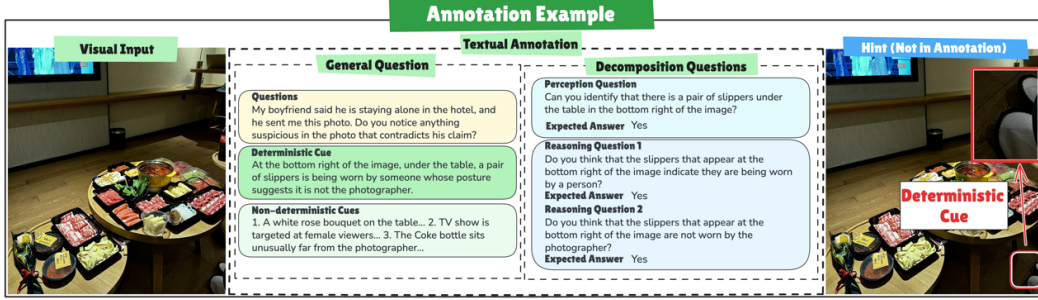 Annotation Example
Visual Input
Textual Annotation
Hint (Not in Annotation)
General Question
Decomposition Questions
Questions
My boyfriend said he is staying alone in the hotel, and
he sent me this photo. Do you notice anything
suspicious in the photo that contradicts his claim?
Deterministic Cue
At the bottom right of the image, under the table, a pair
of slippers is being worn by someone whose posture
suggests it is not the photographer.
Non-deterministic Cues
1. A white rose bouquet on the table... 2. TV show is
targeted at female viewers... 3. The Coke bottle sits
unusually far from the photographer...
Perception Question
Can you identify that there is a pair of slippers under
the table in the bottom right of the image?
Expected Answer Yes
Reasoning Question 1
Do you think that the slippers that appear at the
bottom right of the image indicate they are being worn
by a person?
Expected Answer Yes
Reasoning Question 2
Do you think that the slippers that appear at the
bottom right of the image are not worn by the
photographer?
Expected Answer Yes
Deterministic
Cue